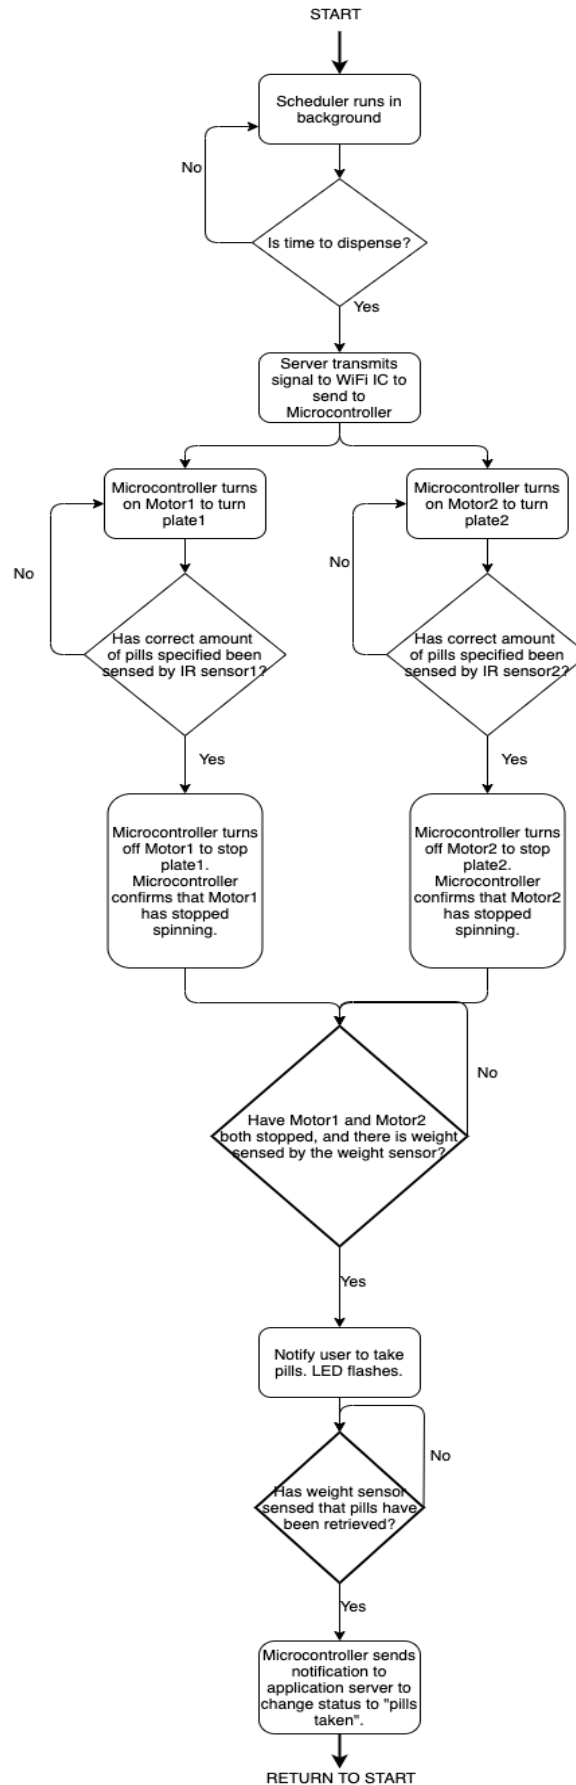 START
Scheduler runs in
background
No
Is time to dispense?
Yes
Server transmits
signal to WiFi IC to
send to
Microcontroller
Microcontroller turns
on Motor1 to turn
plate1
Microcontroller turns
on Motor2 to turn
plate2
No
No
Has correct amount
of pills specified been
sensed by IR sensor1?
Has correct amount
of pills specified been
sensed by IR sensor2?
Yes
Yes
Microcontroller turns
off Motor1 to stop
plate1.
Microcontroller
confirms that Motor1
has stopped
spinning.
Microcontroller turns
off Motor2 to stop
plate2.
Microcontroller
confirms that Motor2
has stopped
spinning.
No
Have Motor1 and Motor2
both stopped, and there is weight
sensed by the weight sensor?
Yes
Notify user to take
pills. LED flashes.
No
Has weight sensor
sensed that pills have
been retrieved?
Yes
Microcontroller sends
notification to
application server to
change status to "pills
taken".
RETURN TO START